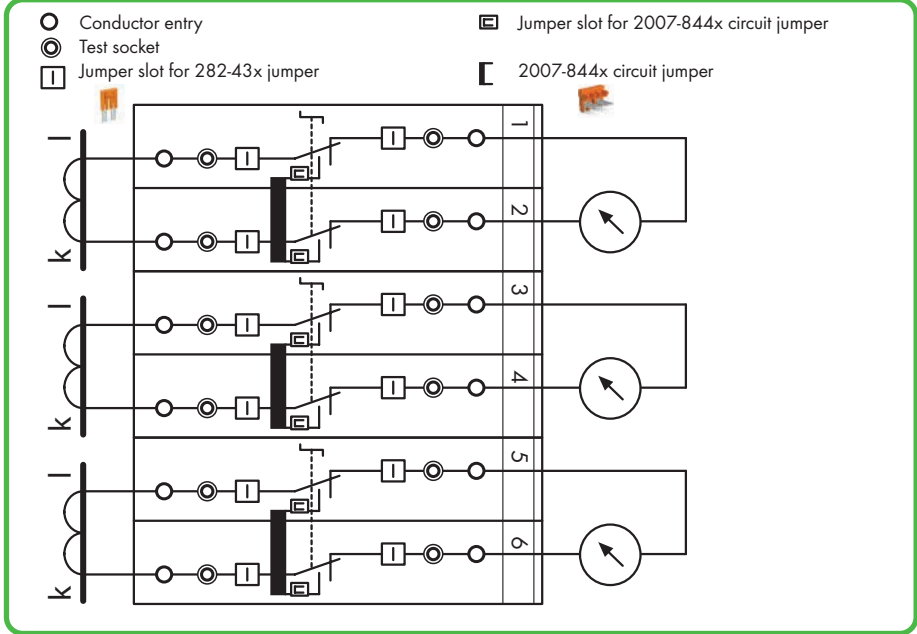 Conductor entry
Test socket
Jumper slot for 282-43x jumper
Jumper slot for 2007-844x circuit jumper
2007-844x circuit jumper
l
k
1
2
l
k
3
4
l
k
5
6